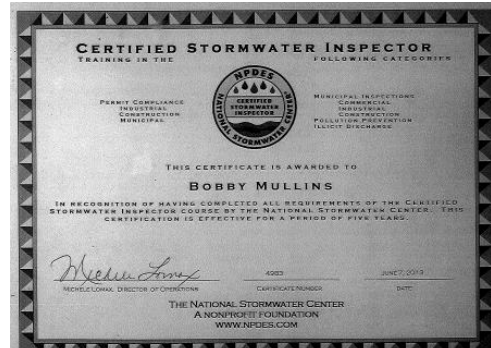 CERTIFIED STORMWATER INSPECTOR
TRAINING IN THE FOLLOWING CATEGORIES
NPDES
CERTIFIED
STORMWATER
INSPECTOR
NATIONAL STORMWATER CENTER
PERMIT COMPLIANCE
INDUSTRIAL
CONSTRUCTION
MUNICIPAL
MUNICIPAL INSPECTIONS
COMMERCIAL
INDUSTRIAL
CONSTRUCTION
POLLUTION PREVENTION
ILLICIT DISCHARGE
THIS CERTIFICATE IS AWARDED TO
BOBBY MULLINS
IN RECOGNITION OF HAVING COMPLETED ALL REQUIREMENTS OF THE CERTIFIED
STORMWATER INSPECTOR COURSE BY THE NATIONAL STORMWATER CENTER. THIS
CERTIFICATION IS EFFECTIVE FOR A PERIOD OF FIVE YEARS.
Michele Lomax
MICHELE LOMAX, DIRECTOR OF OPERATIONS
CERTIFICATE NUMBER
DATE
THE NATIONAL STORMWATER CENTER
A NONPROFIT FOUNDATION
WWW.NPDES.COM